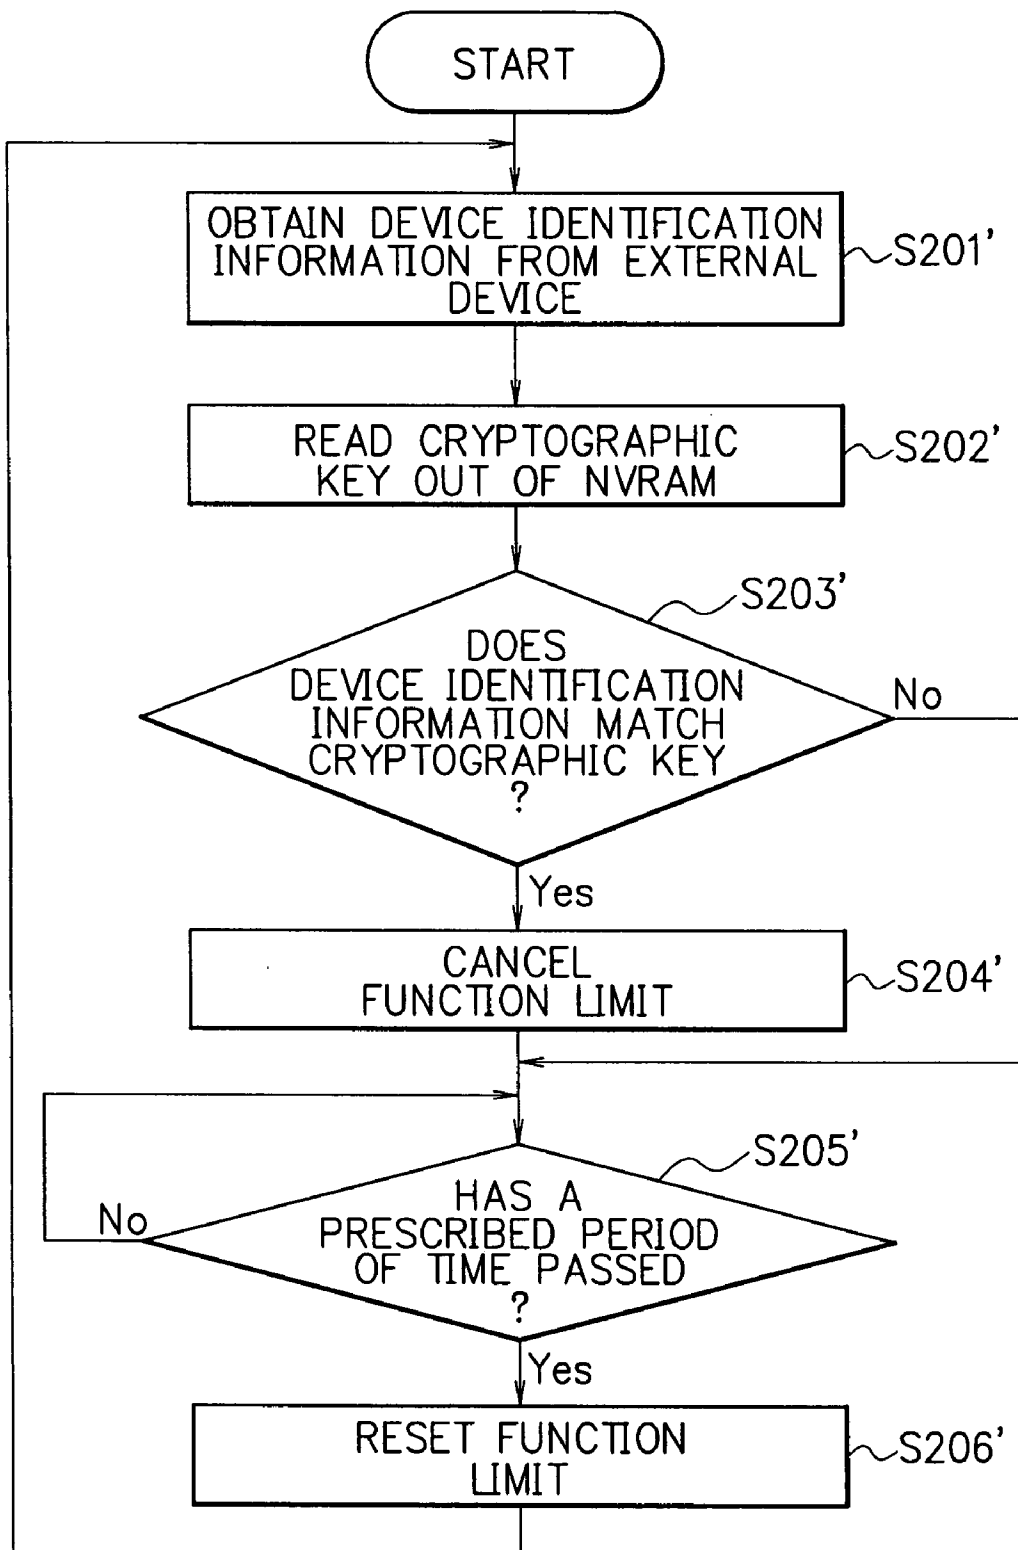 START
OBTAIN DEVICE IDENTIFICATION
INFORMATION FROM EXTERNAL
DEVICE
S201'
READ CRYPTOGRAPHIC
KEY OUT OF NVRAM
S202'
S203'
DOES
DEVICE IDENTIFICATION
INFORMATION MATCH
CRYPTOGRAPHIC KEY
?
No
Yes
CANCEL
FUNCTION LIMIT
S204'
S205'
HAS A
PRESCRIBED PERIOD
OF TIME PASSED
?
No
Yes
RESET FUNCTION
LIMIT
S206'